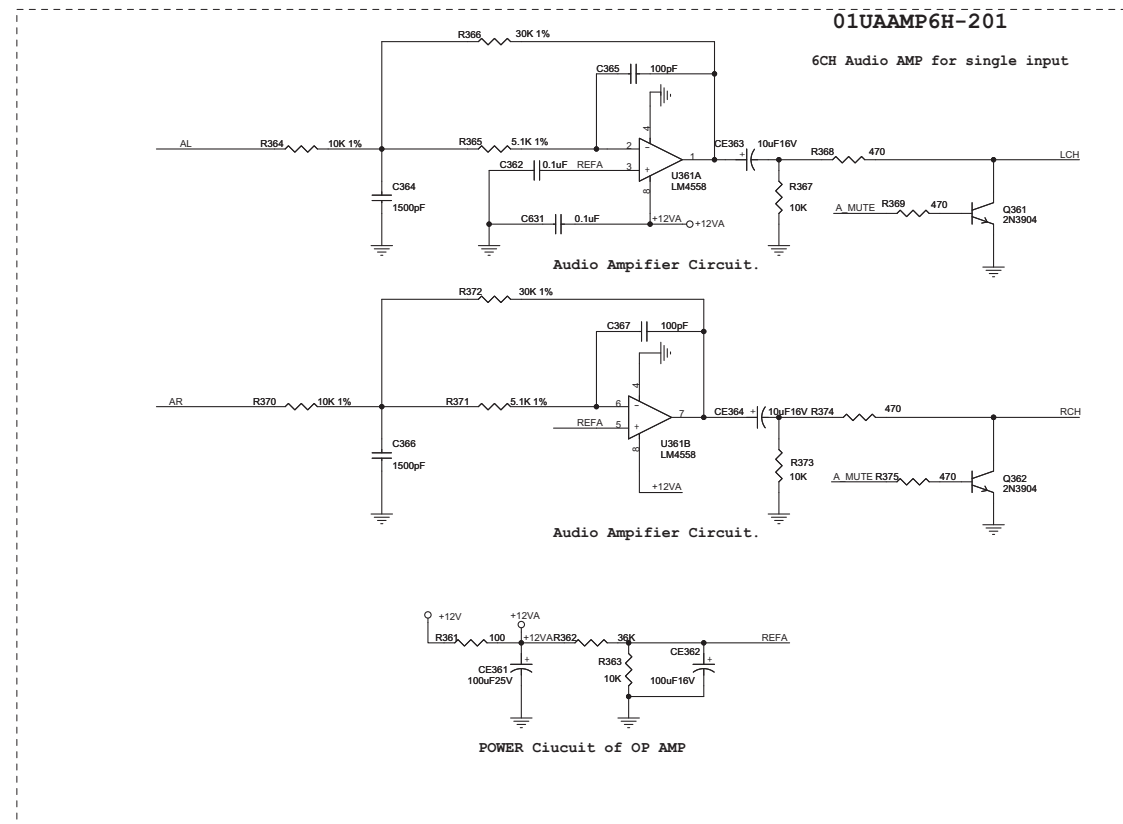 01UAAMP6H-201
6CH Audio AMP for single input
R366 30K 1%
C365 100pF
4
AL R364 10K 1% R365 5.1K 1% 2 −
C362 0.1uF REFA 3 +
1
U361A
LM4558
8
CE363 + 10uF16V R368 470 LCH
C364
1500pF
R367
10K
A_MUTE R369 470
Q361
2N3904
C631 0.1uF +12VA +12VA
Audio Ampifier Circuit.
R372 30K 1%
C367 100pF
4
AR R370 10K 1% R371 5.1K 1% 6 −
REFA 5 +
7
U361B
LM4558
8
+12VA
CE364 + 10uF16V R374 470 RCH
C366
1500pF
R373
10K
A_MUTE R375 470
Q362
2N3904
Audio Ampifier Circuit.
+12V +12VA
R361 100 +12VA R362 36K REFA
CE361 +
100uF25V
R363
10K
CE362 +
100uF16V
POWER Ciucuit of OP AMP